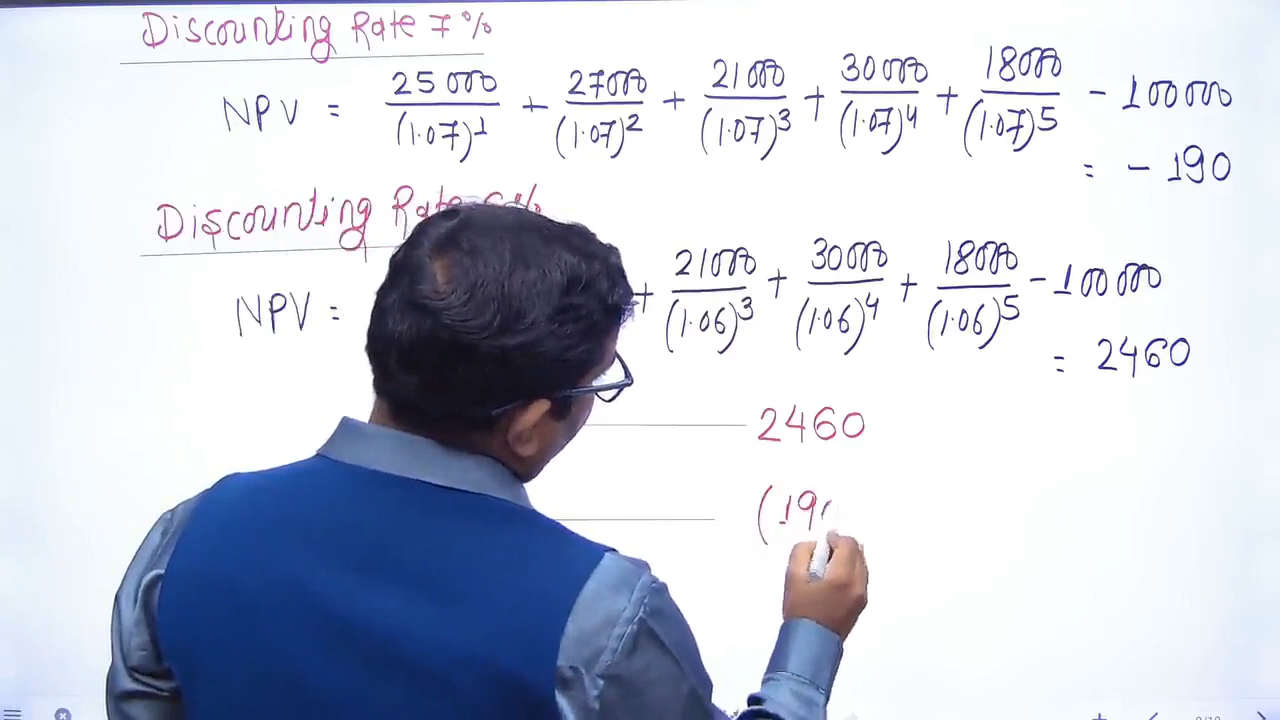 Discounting Rate 7%
NPV = 25000/(1.07)^1 + 27000/(1.07)^2 + 21000/(1.07)^3 + 30000/(1.07)^4 + 18000/(1.07)^5 - 100000
= - 190
Discounting Rate %
NPV = + 21000/(1.06)^3 + 30000/(1.06)^4 + 18000/(1.06)^5 - 100000
= 2460
2460
(19